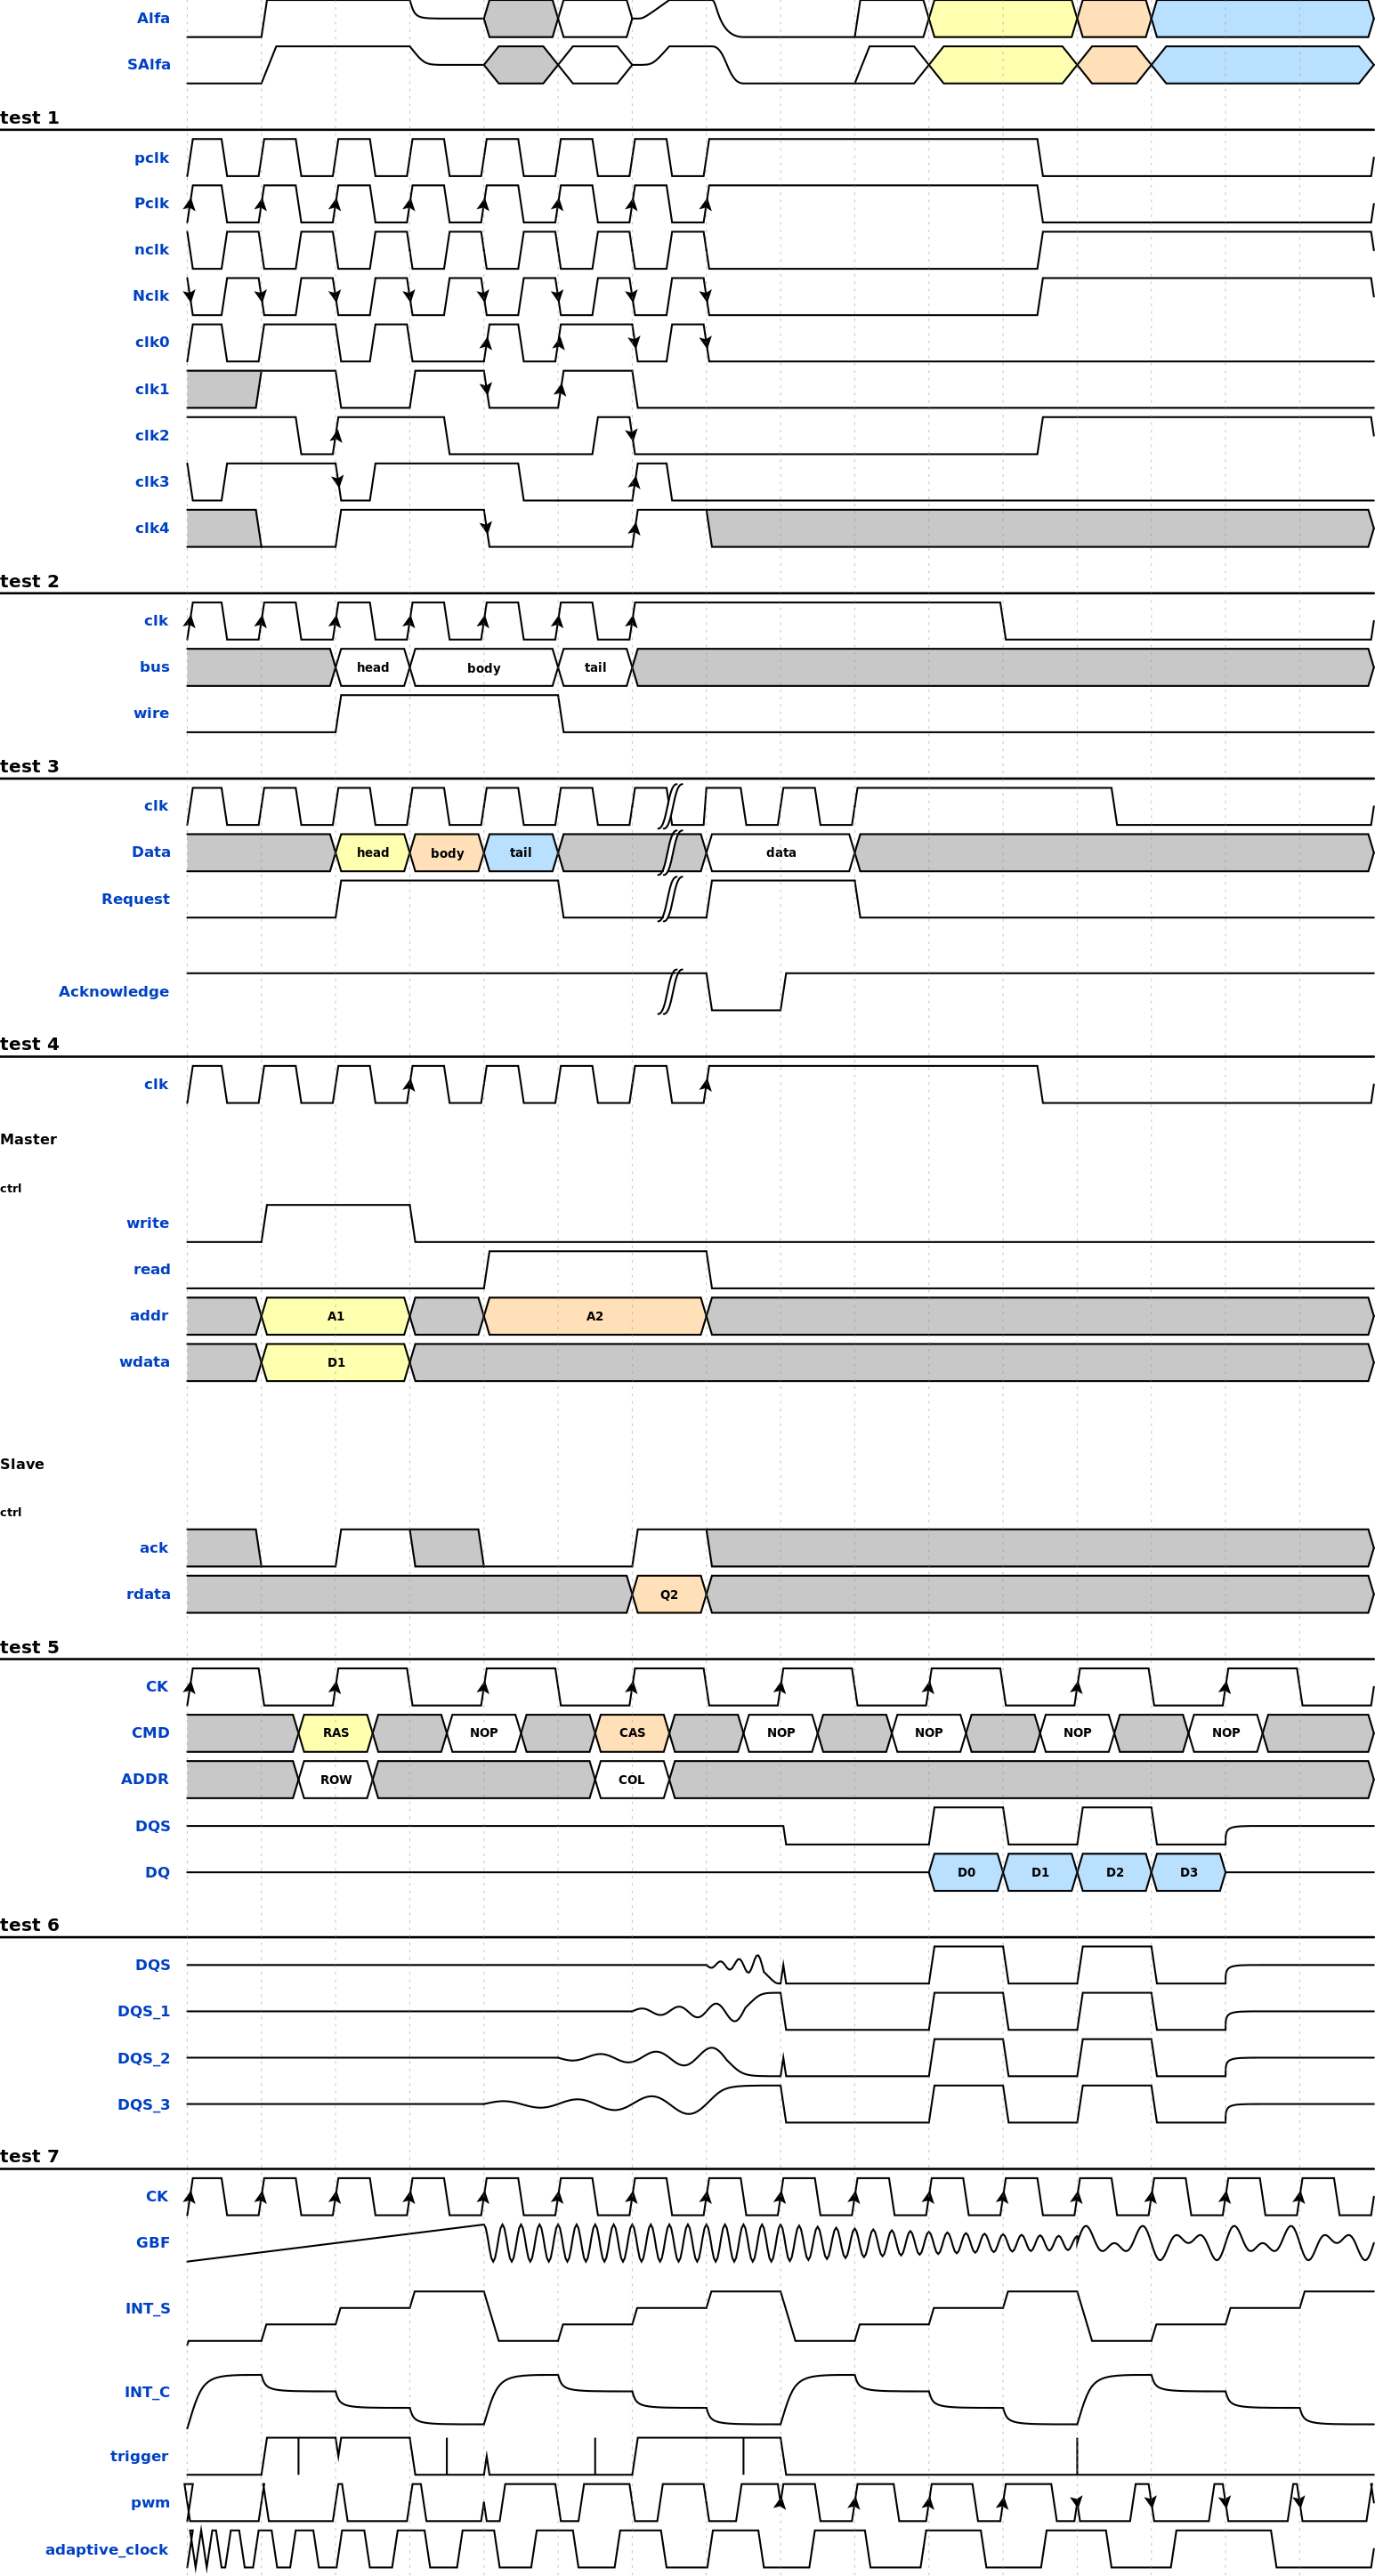 Alfa
SAlfa
test 1
pclk
Pclk
nclk
Nclk
clk0
clk1
clk2
clk3
clk4
test 2
clk
bus head body tail
wire
test 3
clk
Data head body tail data
Request
Acknowledge
test 4
clk
Master
ctrl
write
read
addr A1 A2
wdata D1
Slave
ctrl
ack
rdata Q2
test 5
CK
CMD RAS NOP CAS NOP NOP NOP NOP
ADDR ROW COL
DQS
DQ D0 D1 D2 D3
test 6
DQS
DQS_1
DQS_2
DQS_3
test 7
CK
GBF
INT_S
INT_C
trigger
pwm
adaptive_clock